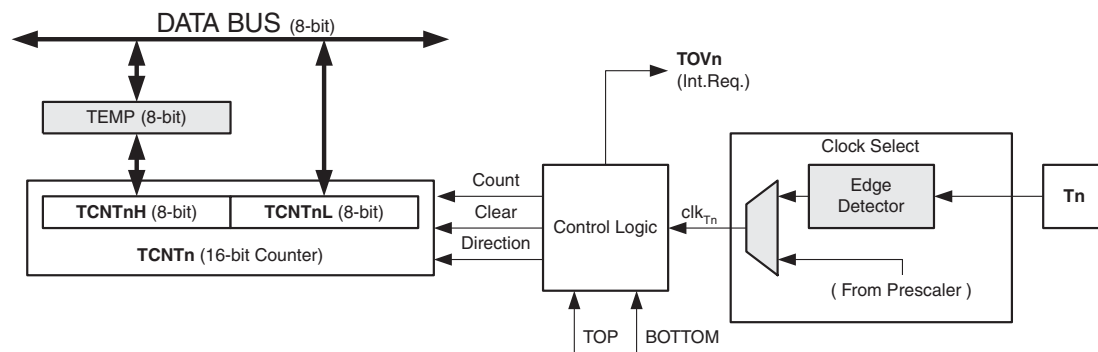 DATA BUS (8-bit)
TEMP (8-bit)
TCNTnH (8-bit)
TCNTnL (8-bit)
TCNTn (16-bit Counter)
Count
Clear
Direction
TOVn
(Int.Req.)
Control Logic
TOP
BOTTOM
clkTn
Clock Select
Edge
Detector
( From Prescaler )
Tn